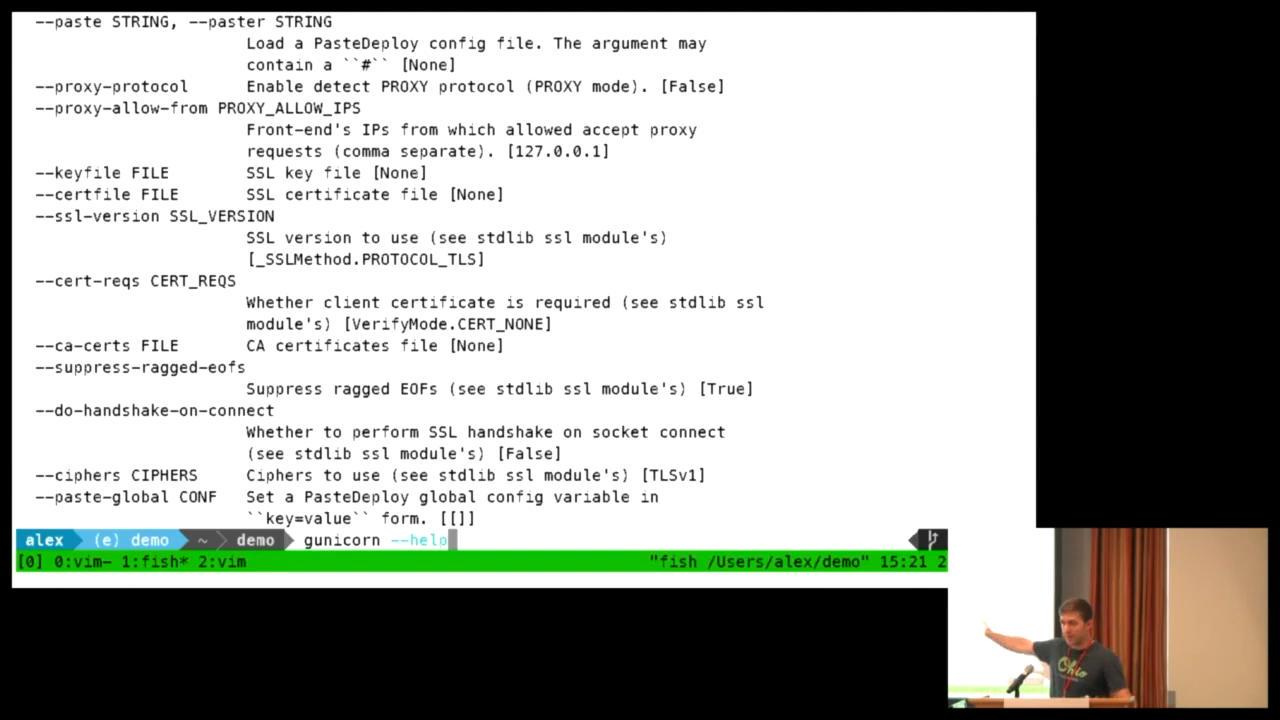 --paste STRING, --paster STRING
Load a PasteDeploy config file. The argument may
contain a ``#`` [None]
--proxy-protocol Enable detect PROXY protocol (PROXY mode). [False]
--proxy-allow-from PROXY_ALLOW_IPS
Front-end's IPs from which allowed accept proxy
requests (comma separate). [127.0.0.1]
--keyfile FILE SSL key file [None]
--certfile FILE SSL certificate file [None]
--ssl-version SSL_VERSION
SSL version to use (see stdlib ssl module's)
[_SSLMethod.PROTOCOL_TLS]
--cert-reqs CERT_REQS
Whether client certificate is required (see stdlib ssl
module's) [VerifyMode.CERT_NONE]
--ca-certs FILE CA certificates file [None]
--suppress-ragged-eofs
Suppress ragged EOFs (see stdlib ssl module's) [True]
--do-handshake-on-connect
Whether to perform SSL handshake on socket connect
(see stdlib ssl module's) [False]
--ciphers CIPHERS Ciphers to use (see stdlib ssl module's) [TLSv1]
--paste-global CONF Set a PasteDeploy global config variable in
``key=value`` form. [[]]
alex (e) demo ~ demo gunicorn --help
[0] 0:vim- 1:fish* 2:vim "fish /Users/alex/demo" 15:21 2
Ohio